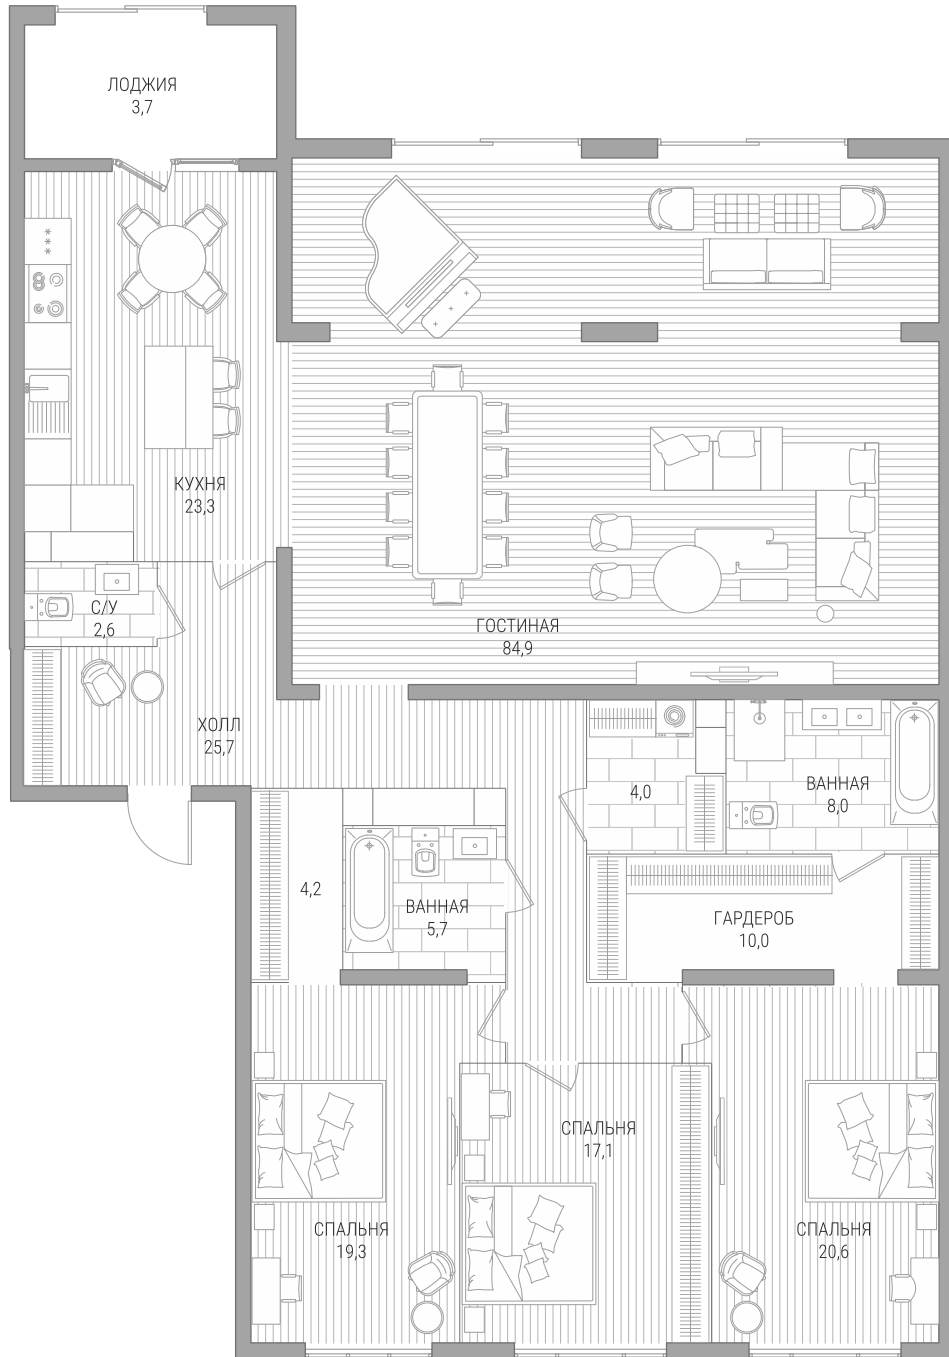 ЛОДЖИЯ
3,7
КУХНЯ
23,3
С/У
2,6
ГОСТИНАЯ
84,9
ХОЛЛ
25,7
4,0
ВАННАЯ
8,0
4,2
ВАННАЯ
5,7
ГАРДЕРОБ
10,0
СПАЛЬНЯ
17,1
СПАЛЬНЯ
19,3
СПАЛЬНЯ
20,6